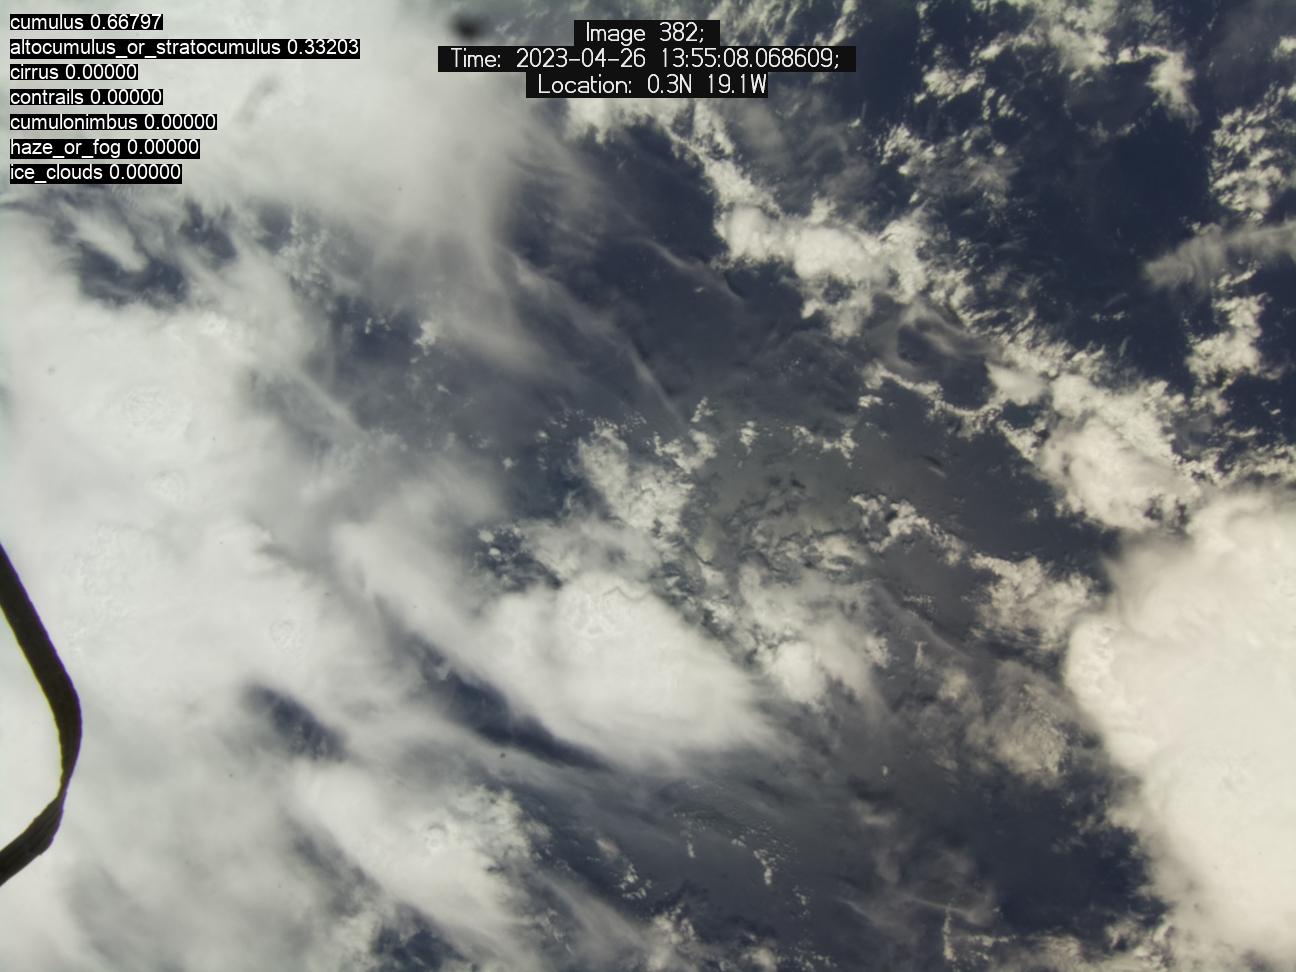 cumulus 0.66797
altocumulus_or_stratocumulus 0.33203
cirrus 0.00000
contrails 0.00000
cumulonimbus 0.00000
haze_or_fog 0.00000
ice_clouds 0.00000
Image 382;
Time: 2023-04-26 13:55:08.068609;
Location: 0.3N 19.1W